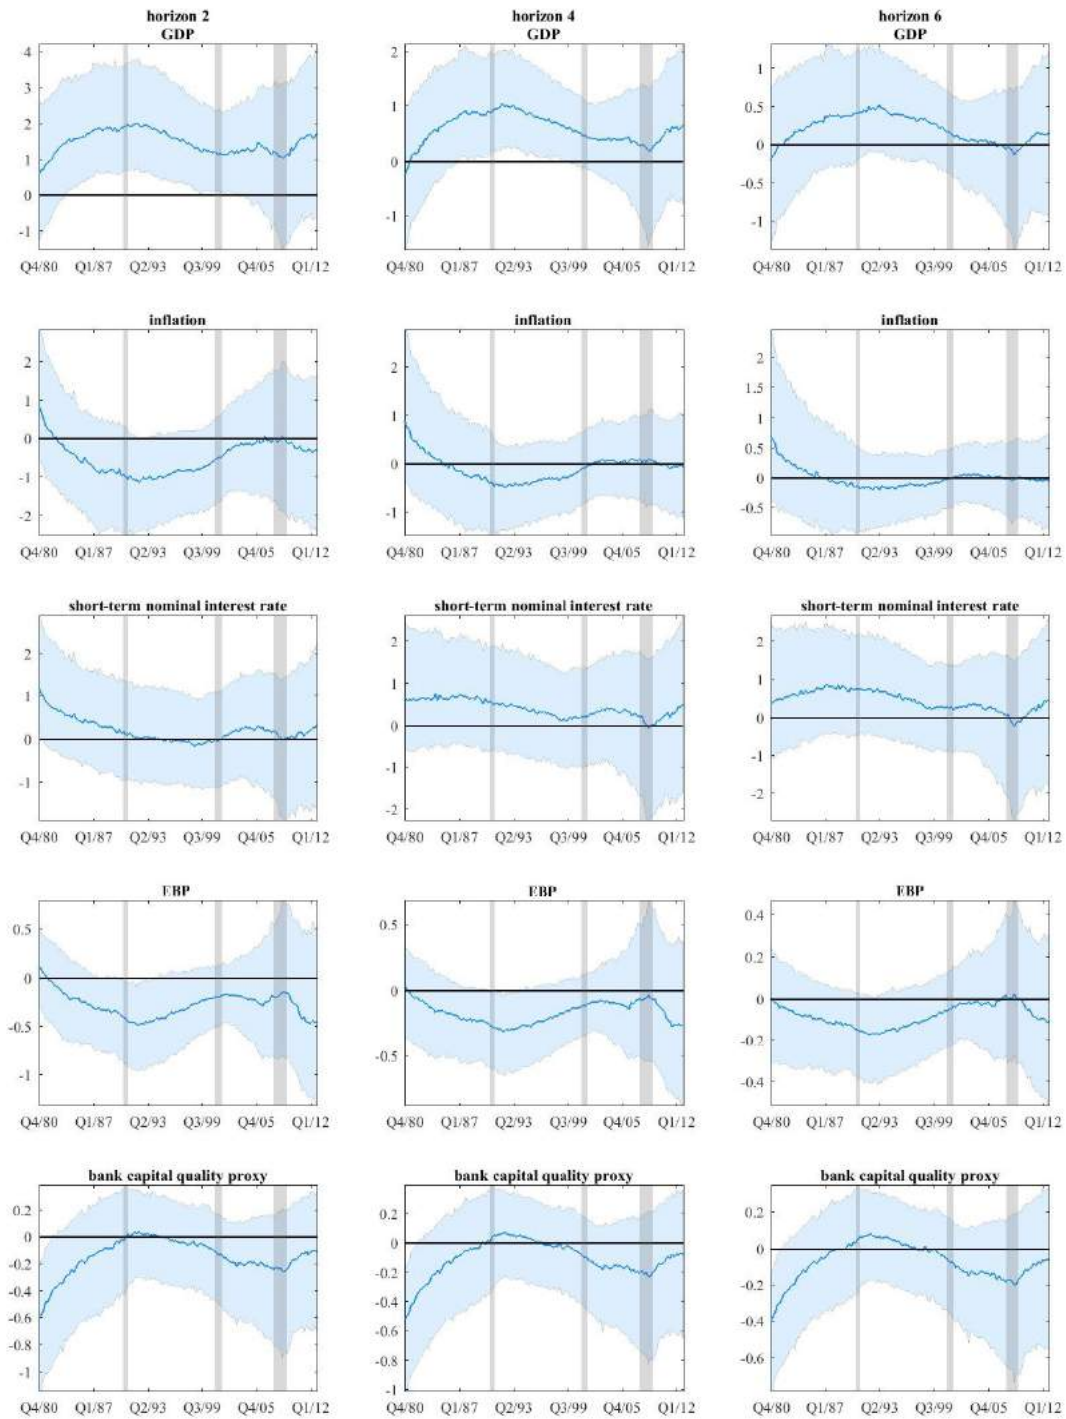 horizon 2 horizon 4 horizon 6
GDP GDP GDP
4 3 2 1 0 -1
2 1 0 -1
1 0.5 0 -0.5 -1
Q4/80 Q1/87 Q2/93 Q3/99 Q4/05 Q1/12 Q4/80 Q1/87 Q2/93 Q3/99 Q4/05 Q1/12 Q4/80 Q1/87 Q2/93 Q3/99 Q4/05 Q1/12
inflation inflation inflation
2 1 0 -1 -2
2 1 0 -1
2 1.5 1 0.5 0 -0.5
Q4/80 Q1/87 Q2/93 Q3/99 Q4/05 Q1/12 Q4/80 Q1/87 Q2/93 Q3/99 Q4/05 Q1/12 Q4/80 Q1/87 Q2/93 Q3/99 Q4/05 Q1/12
short-term nominal interest rate short-term nominal interest rate short-term nominal interest rate
2 1 0 -1
2 1 0 -1 -2
2 1 0 -1 -2
Q4/80 Q1/87 Q2/93 Q3/99 Q4/05 Q1/12 Q4/80 Q1/87 Q2/93 Q3/99 Q4/05 Q1/12 Q4/80 Q1/87 Q2/93 Q3/99 Q4/05 Q1/12
EBP EBP EBP
0.5 0 -0.5 -1
0.5 0 -0.5
0.4 0.2 0 -0.2 -0.4
Q4/80 Q1/87 Q2/93 Q3/99 Q4/05 Q1/12 Q4/80 Q1/87 Q2/93 Q3/99 Q4/05 Q1/12 Q4/80 Q1/87 Q2/93 Q3/99 Q4/05 Q1/12
bank capital quality proxy bank capital quality proxy bank capital quality proxy
0.2 0 -0.2 -0.4 -0.6 -0.8 -1
0.2 0 -0.2 -0.4 -0.6 -0.8 -1
0.2 0 -0.2 -0.4 -0.6
Q4/80 Q1/87 Q2/93 Q3/99 Q4/05 Q1/12 Q4/80 Q1/87 Q2/93 Q3/99 Q4/05 Q1/12 Q4/80 Q1/87 Q2/93 Q3/99 Q4/05 Q1/12